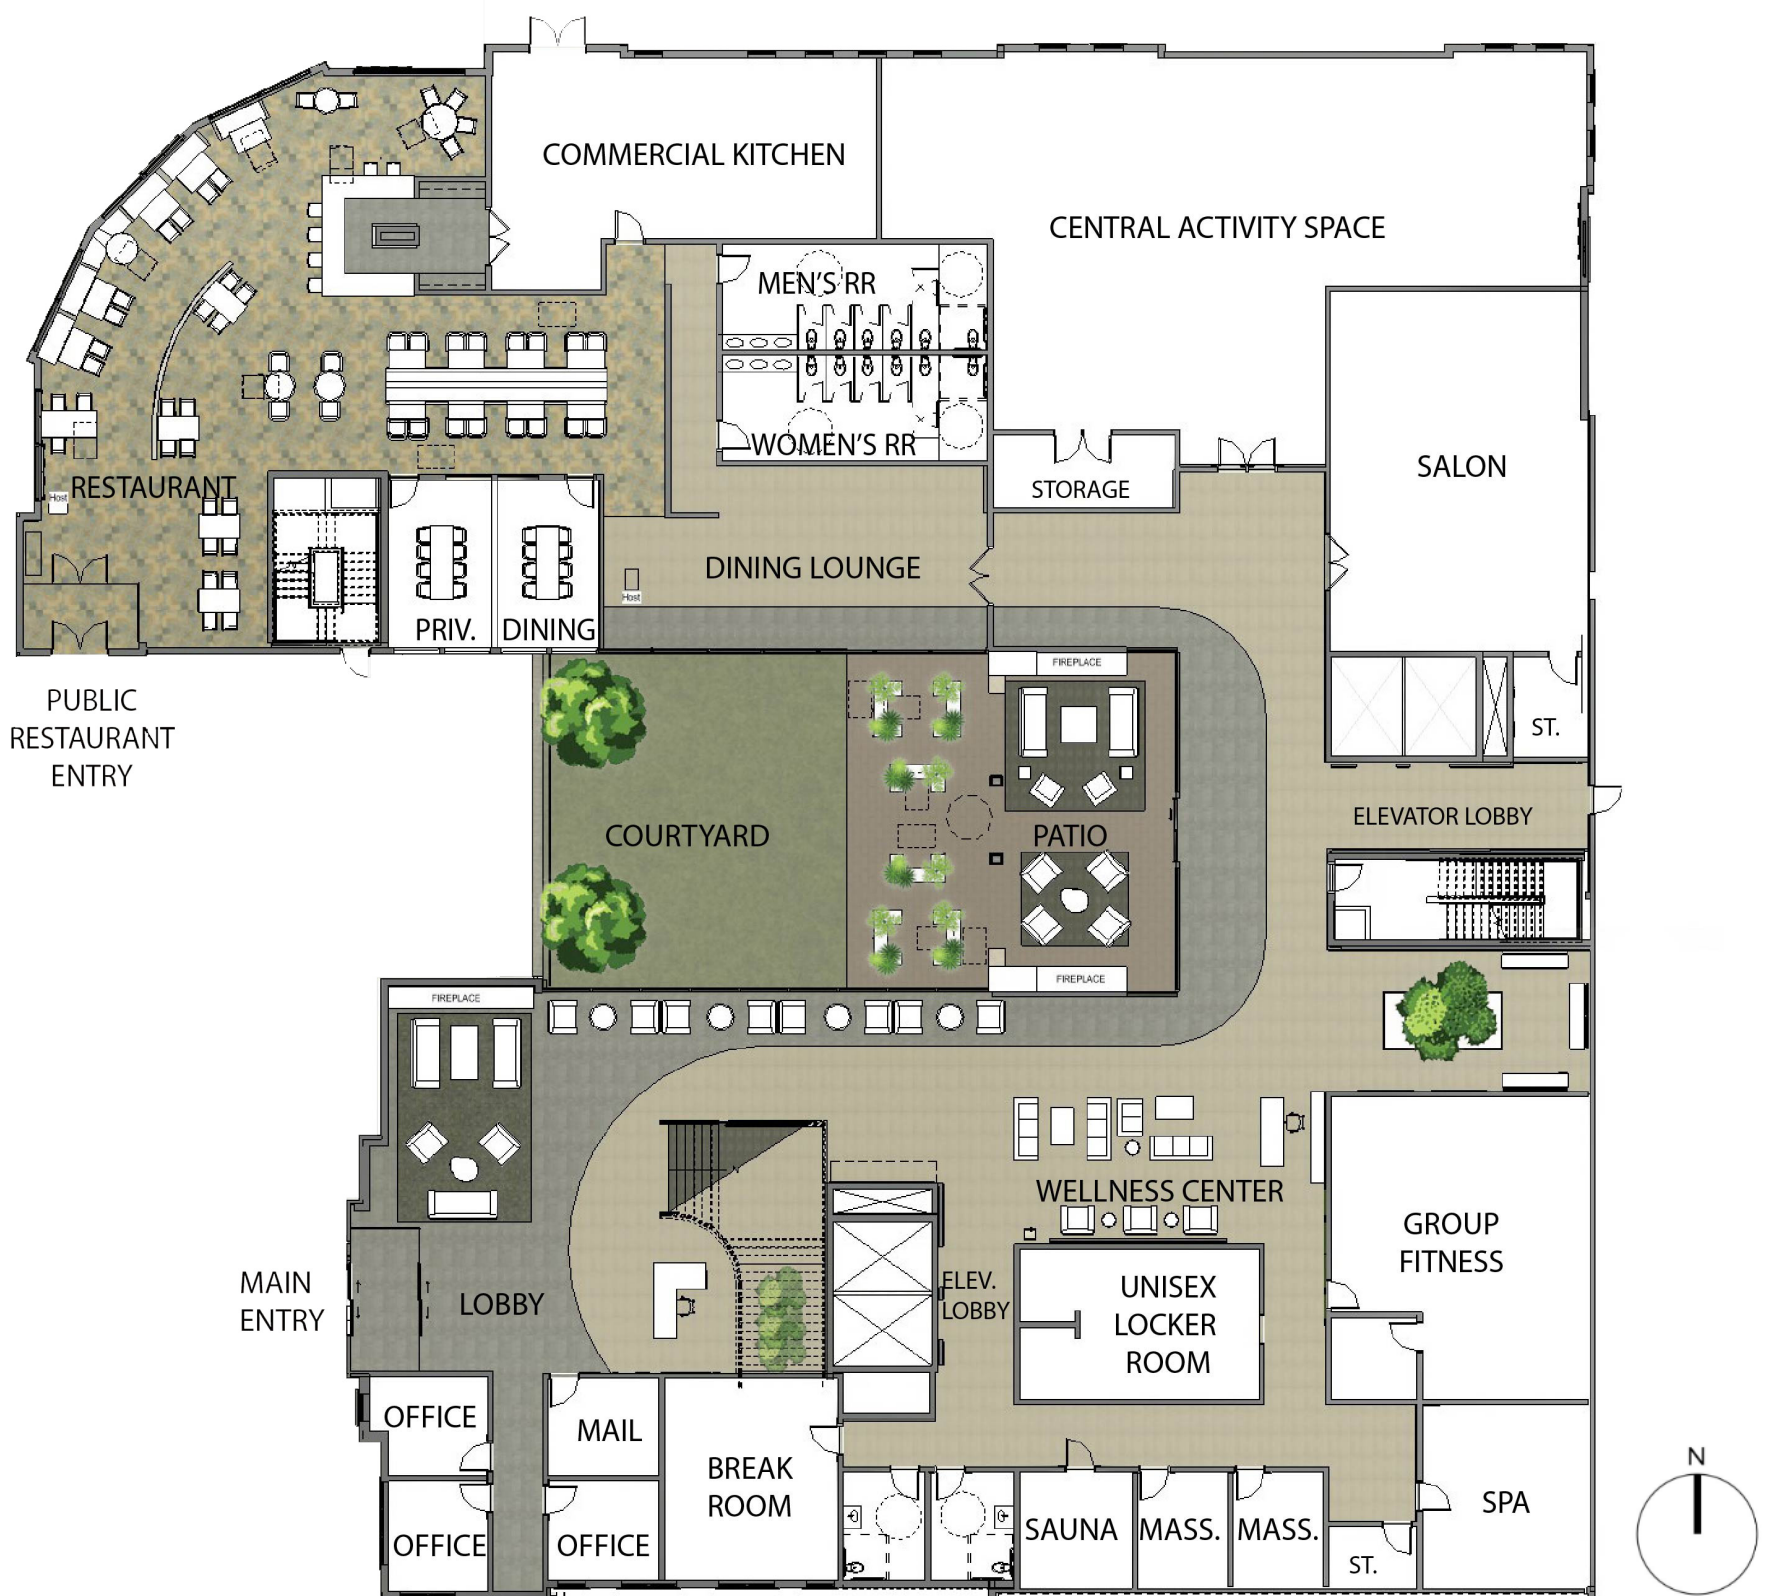 COMMERCIAL KITCHEN
CENTRAL ACTIVITY SPACE
MEN'S RR
WOMEN'S RR
SALON
RESTAURANT
Host
STORAGE
DINING LOUNGE
Host
PRIV.
DINING
PUBLIC
RESTAURANT
ENTRY
FIREPLACE
ST.
ELEVATOR LOBBY
COURTYARD
PATIO
FIREPLACE
FIREPLACE
WELLNESS CENTER
GROUP
FITNESS
MAIN
ENTRY
LOBBY
ELEV.
LOBBY
UNISEX
LOCKER
ROOM
OFFICE
MAIL
BREAK
ROOM
OFFICE
OFFICE
SAUNA
MASS.
MASS.
ST.
SPA
N